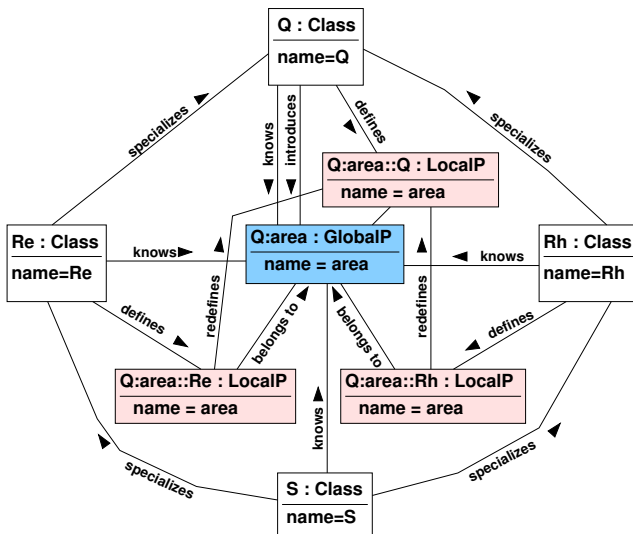 Q : Class
name=Q
specializes
specializes
knows
introduces
defines
Q:area::Q : LocalP
name = area
Re : Class
name=Re
knows
Q:area : GlobalP
name = area
knows
Rh : Class
name=Rh
defines
redefines
belongs to
belongs to
redefines
defines
Q:area::Re : LocalP
name = area
Q:area::Rh : LocalP
name = area
knows
specializes
specializes
S : Class
name=S